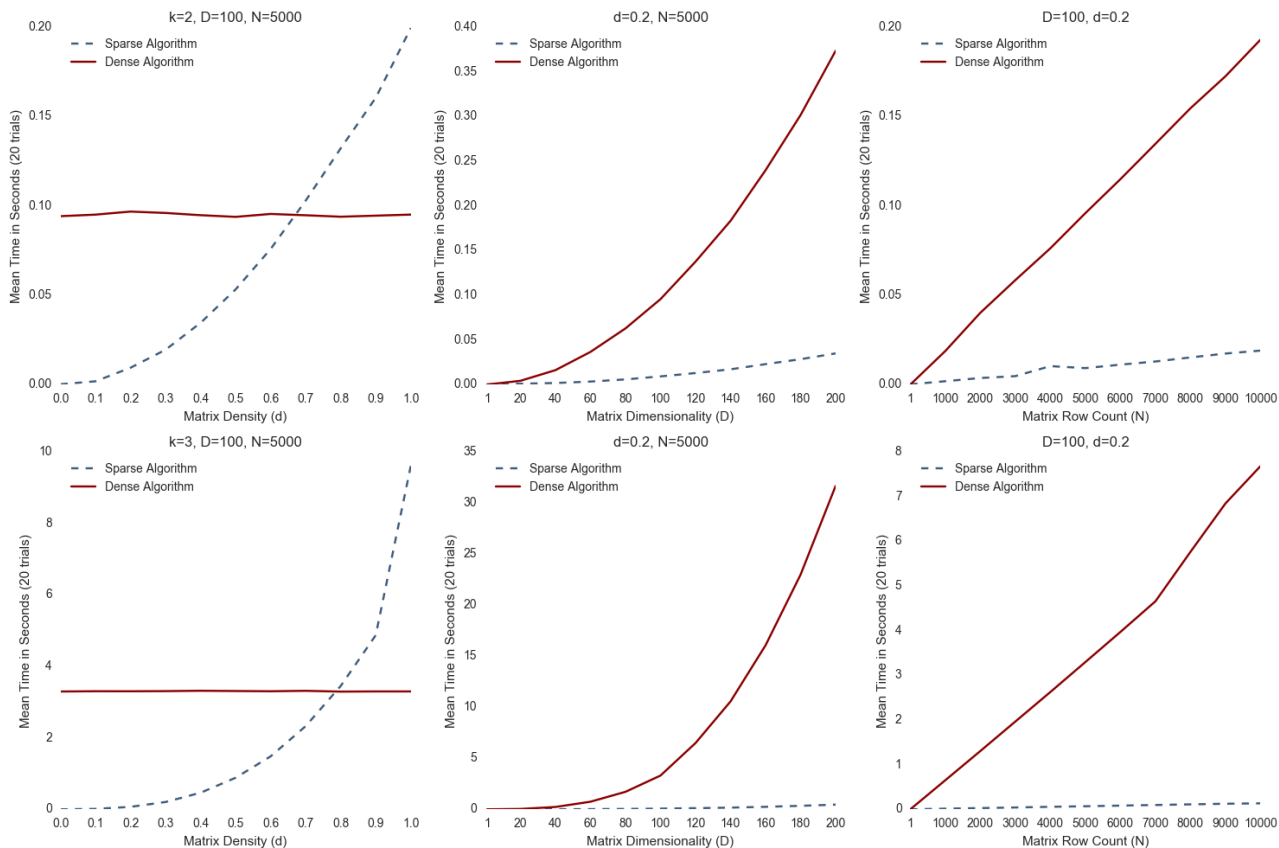 k=2, D=100, N=5000
Sparse Algorithm
Dense Algorithm
Mean Time in Seconds (20 trials)
0.20
0.15
0.10
0.05
0.00
0.0 0.1 0.2 0.3 0.4 0.5 0.6 0.7 0.8 0.9 1.0
Matrix Density (d)
d=0.2, N=5000
Sparse Algorithm
Dense Algorithm
Mean Time in Seconds (20 trials)
0.40
0.35
0.30
0.25
0.20
0.15
0.10
0.05
0.00
1 20 40 60 80 100 120 140 160 180 200
Matrix Dimensionality (D)
D=100, d=0.2
Sparse Algorithm
Dense Algorithm
Mean Time in Seconds (20 trials)
0.20
0.15
0.10
0.05
0.00
1 1000 2000 3000 4000 5000 6000 7000 8000 9000 10000
Matrix Row Count (N)
k=3, D=100, N=5000
Sparse Algorithm
Dense Algorithm
Mean Time in Seconds (20 trials)
10
8
6
4
2
0
0.0 0.1 0.2 0.3 0.4 0.5 0.6 0.7 0.8 0.9 1.0
Matrix Density (d)
d=0.2, N=5000
Sparse Algorithm
Dense Algorithm
Mean Time in Seconds (20 trials)
35
30
25
20
15
10
5
0
1 20 40 60 80 100 120 140 160 180 200
Matrix Dimensionality (D)
D=100, d=0.2
Sparse Algorithm
Dense Algorithm
Mean Time in Seconds (20 trials)
8
7
6
5
4
3
2
1
0
1 1000 2000 3000 4000 5000 6000 7000 8000 9000 10000
Matrix Row Count (N)